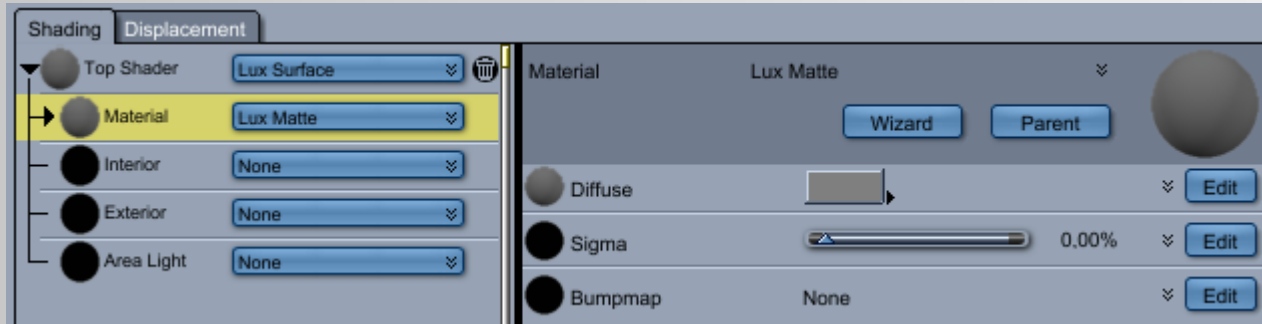 Shading Displacement
Top Shader Lux Surface
Material Lux Matte
Interior None
Exterior None
Area Light None
Material Lux Matte
Wizard Parent
Diffuse Edit
Sigma 0,00% Edit
Bumpmap None Edit